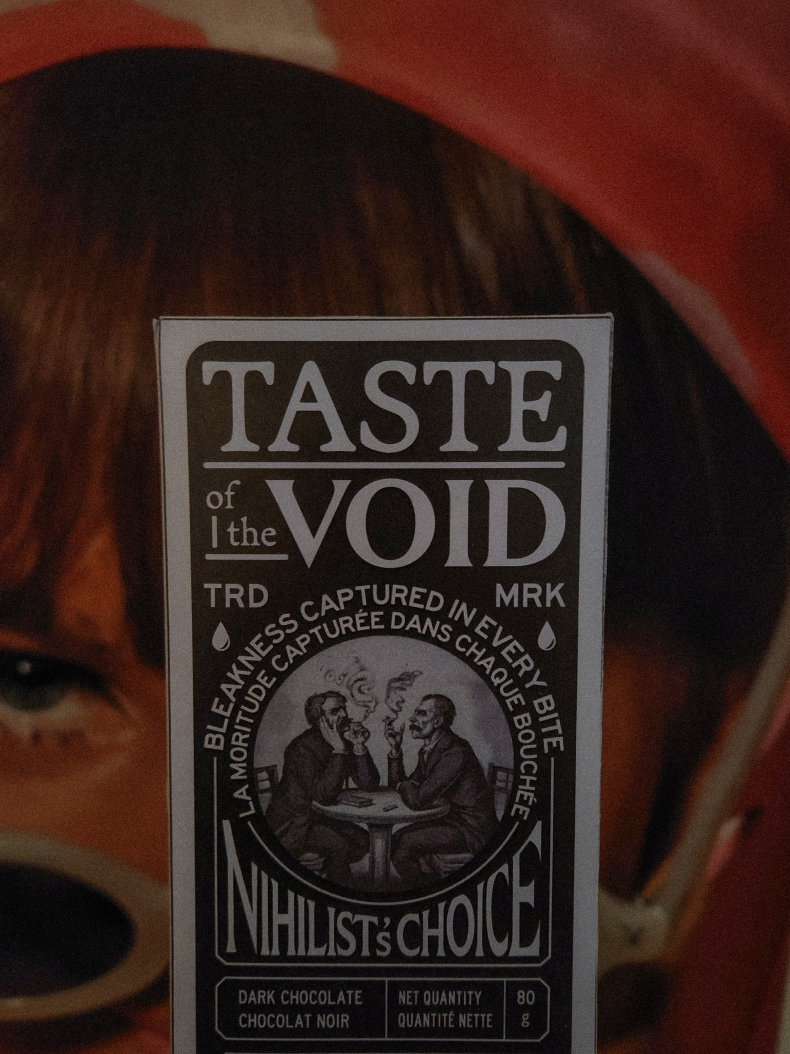 TASTE
of the VOID
TRD MRK
BLEAKNESS CAPTURED IN EVERY BITE
LA MORITUDE CAPTURÉE DANS CHAQUE BOUCHÉE
NIHILIST'S CHOICE
DARK CHOCOLATE
CHOCOLAT NOIR
NET QUANTITY
QUANTITÉ NETTE
80
g